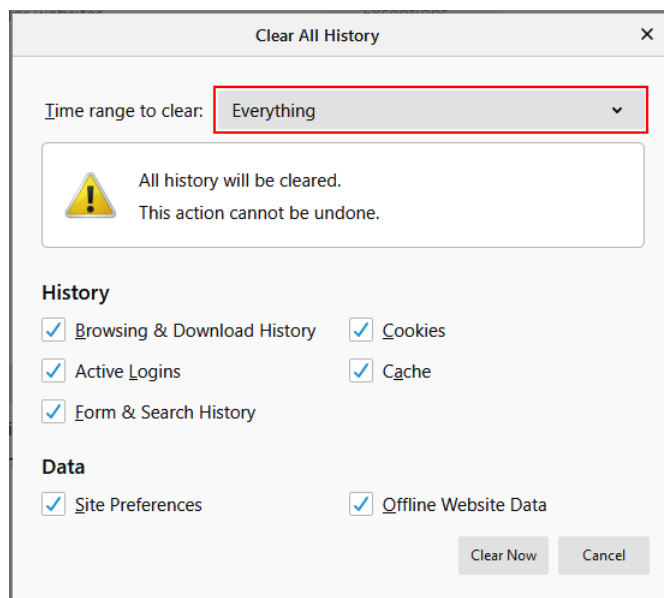 Clear All History
Time range to clear: Everything
All history will be cleared.
This action cannot be undone.
History
Browsing & Download History Cookies
Active Logins Cache
Form & Search History
Data
Site Preferences Offline Website Data
Clear Now Cancel